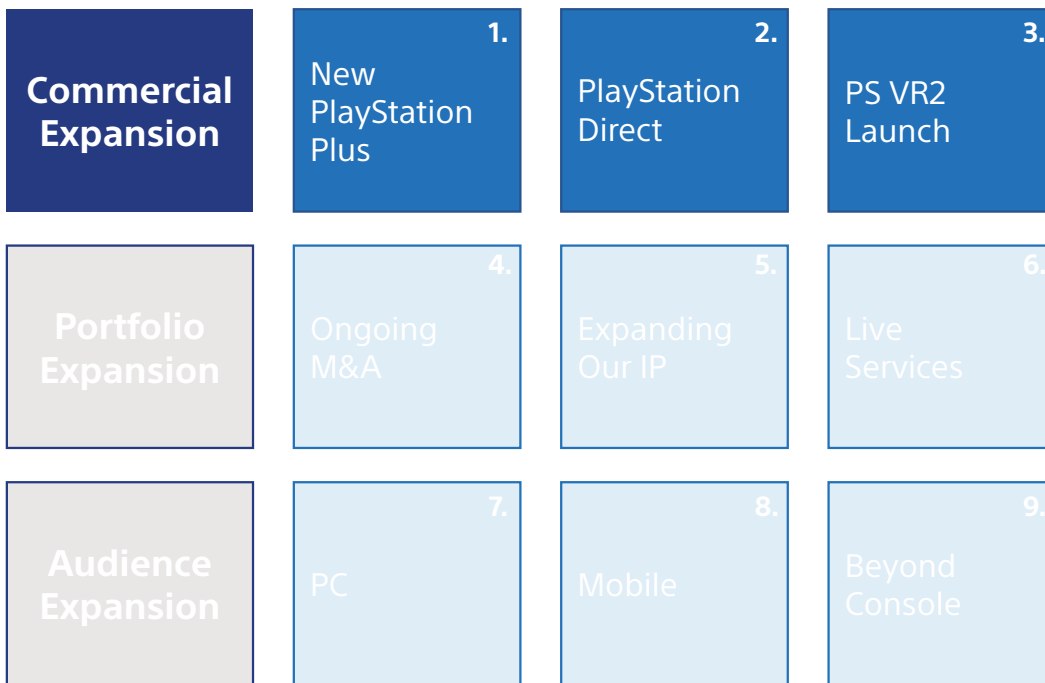 Commercial
Expansion
1.
New
PlayStation
Plus
2.
PlayStation
Direct
3.
PS VR2
Launch
Portfolio
Expansion
4.
Ongoing
M&A
5.
Expanding
Our IP
6.
Live
Services
Audience
Expansion
7.
PC
8.
Mobile
9.
Beyond
Console